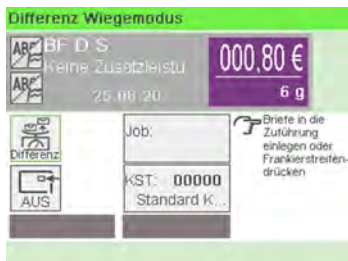 Differenz Wiegemodus
BF D S
Keine Zusatzleistu
25.08.20
000,80 €
6 g
Differenz
Job:
Briefe in die
Zuführung
einlegen oder
Frankierstreifen-
drücken
AUS
KST: 00000
Standard K...